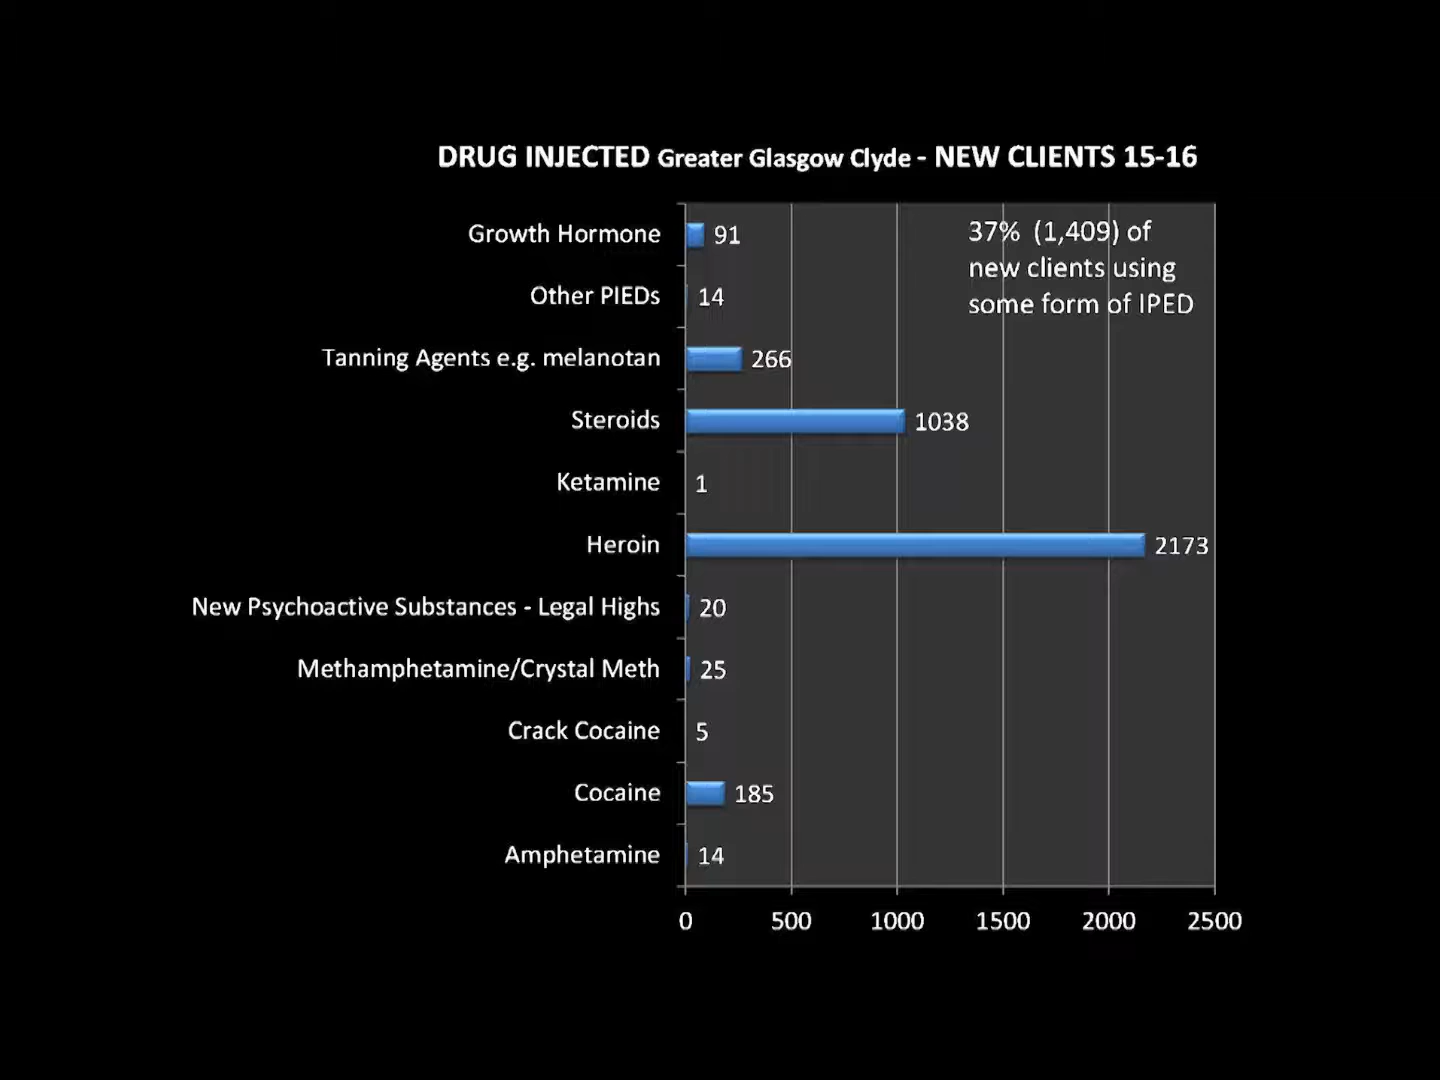 DRUG INJECTED Greater Glasgow Clyde - NEW CLIENTS 15-16
37% (1,409) of
new clients using
some form of IPED
Growth Hormone 91
Other PIEDs 14
Tanning Agents e.g. melanotan 266
Steroids 1038
Ketamine 1
Heroin 2173
New Psychoactive Substances - Legal Highs 20
Methamphetamine/Crystal Meth 25
Crack Cocaine 5
Cocaine 185
Amphetamine 14
0 500 1000 1500 2000 2500